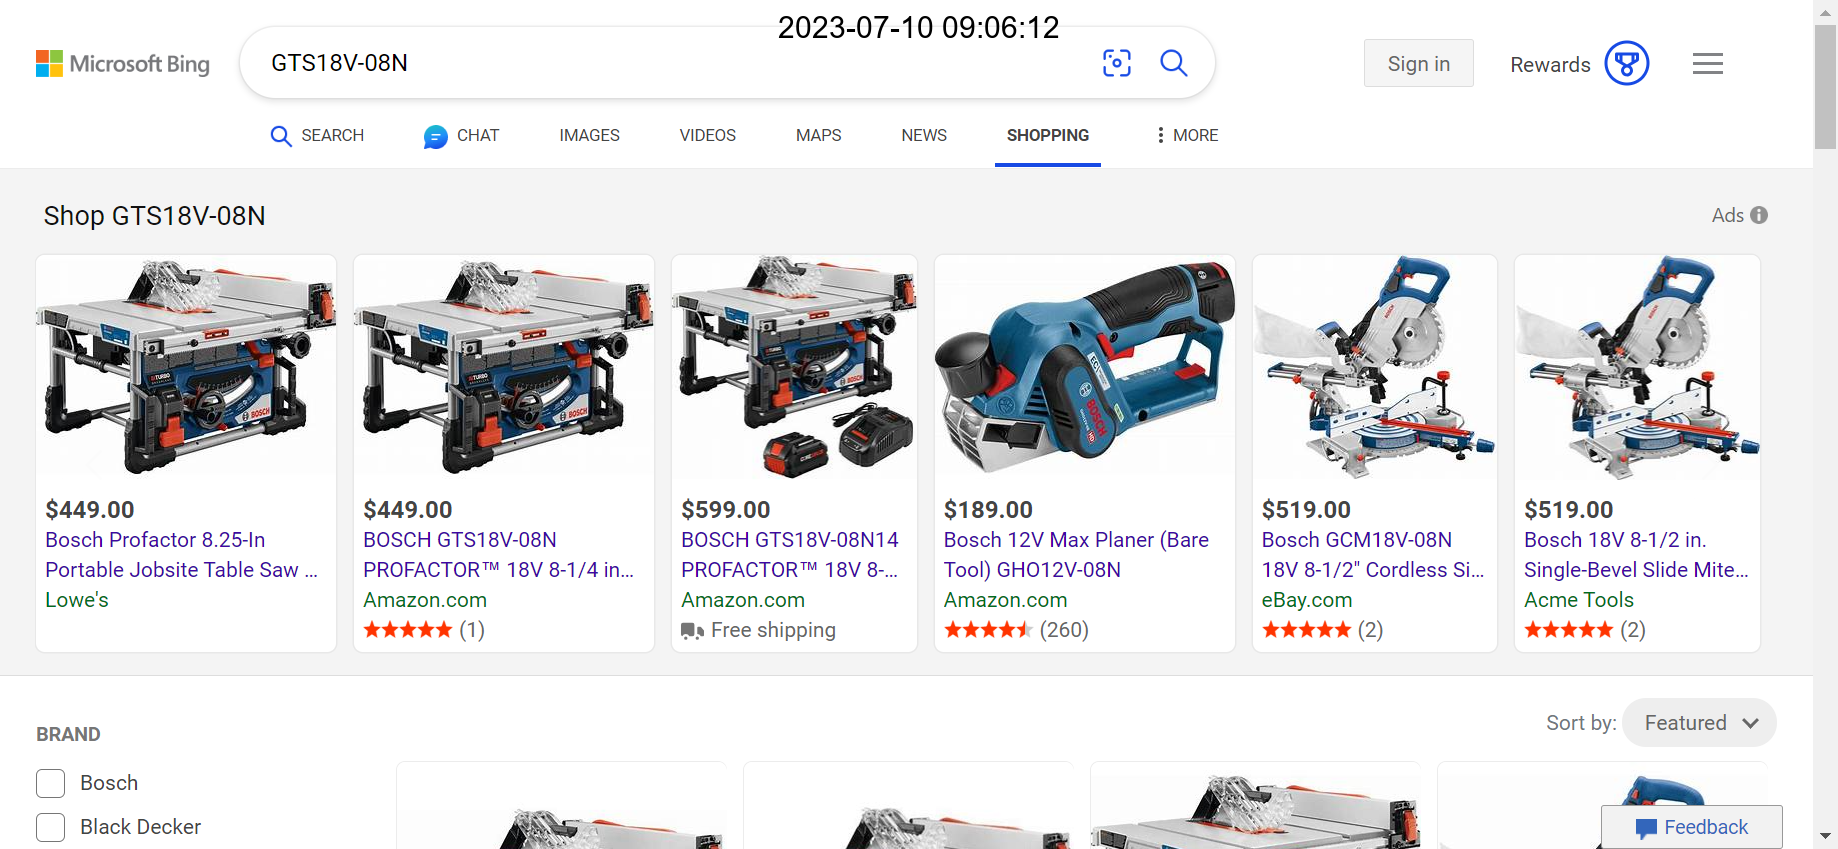 2023-07-10 09:06:12
Microsoft Bing
GTS18V-08N
Sign in
Rewards
SEARCH
CHAT
IMAGES
VIDEOS
MAPS
NEWS
SHOPPING
MORE
Shop GTS18V-08N
Ads
$449.00
Bosch Profactor 8.25-In
Portable Jobsite Table Saw ...
Lowe's
$449.00
BOSCH GTS18V-08N
PROFACTOR™ 18V 8-1/4 in...
Amazon.com
(1)
$599.00
BOSCH GTS18V-08N14
PROFACTOR™ 18V 8-...
Amazon.com
Free shipping
$189.00
Bosch 12V Max Planer (Bare
Tool) GHO12V-08N
Amazon.com
(260)
$519.00
Bosch GCM18V-08N
18V 8-1/2" Cordless Si...
eBay.com
(2)
$519.00
Bosch 18V 8-1/2 in.
Single-Bevel Slide Mite...
Acme Tools
(2)
BRAND
Bosch
Black Decker
Sort by:
Featured
Feedback